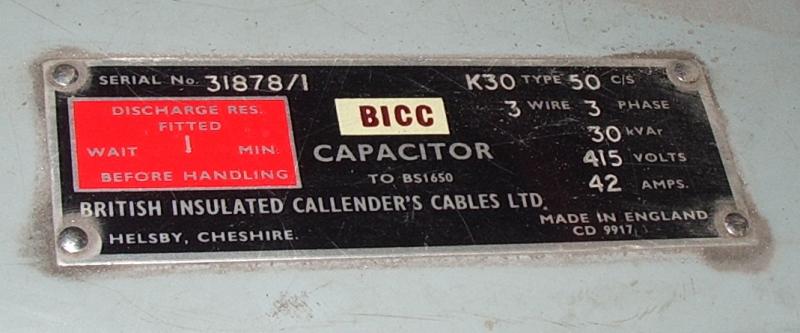 SERIAL No. 31878/1
K30 TYPE 50 C/S
DISCHARGE RES.
FITTED
WAIT 1 MIN.
BEFORE HANDLING
BICC
CAPACITOR
TO BS1650
3 WIRE 3 PHASE
30 kVAr
415 VOLTS
42 AMPS.
BRITISH INSULATED CALLENDER'S CABLES LTD.
HELSBY, CHESHIRE.
MADE IN ENGLAND
CD 9917